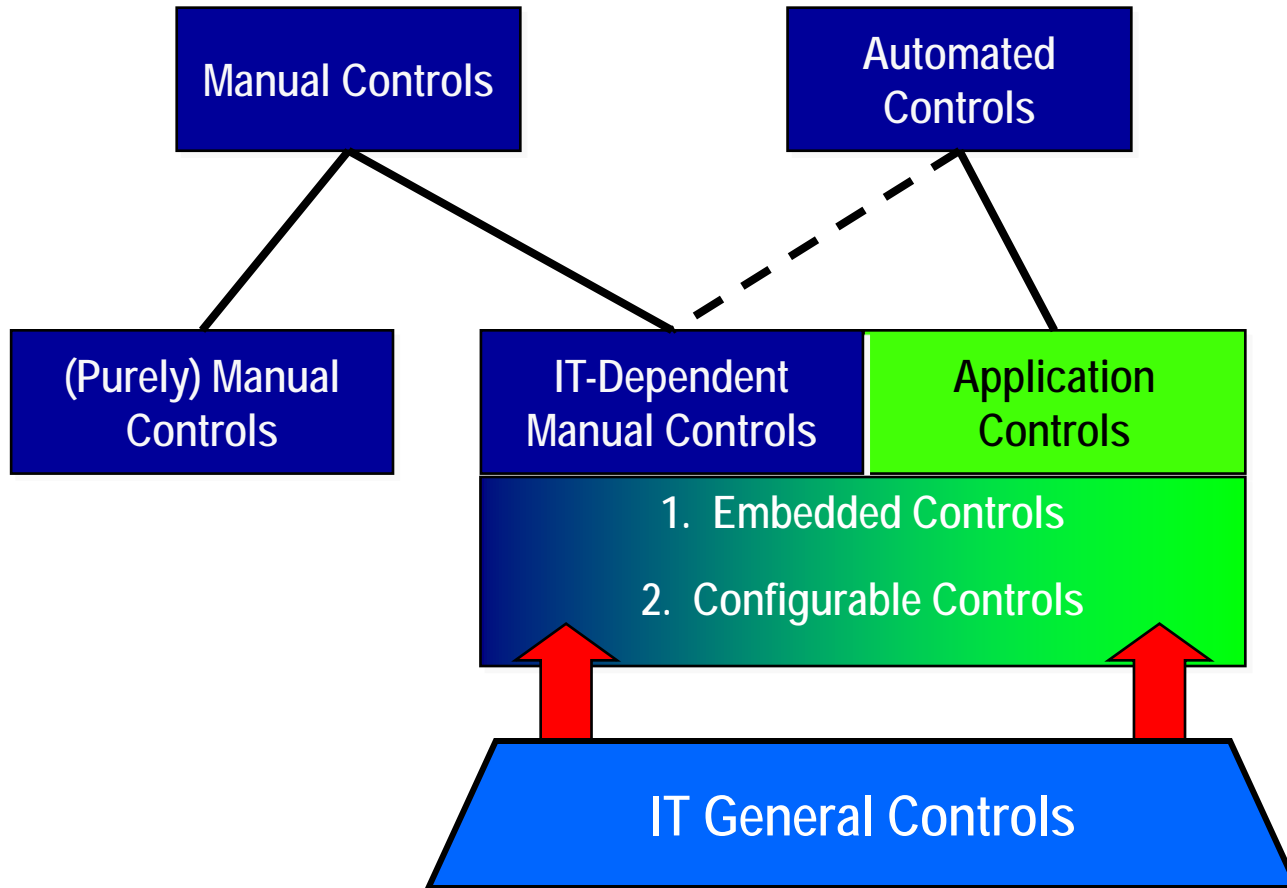 Manual Controls
Automated
Controls
(Purely) Manual
Controls
IT-Dependent
Manual Controls
Application
Controls
1. Embedded Controls
2. Configurable Controls
IT General Controls